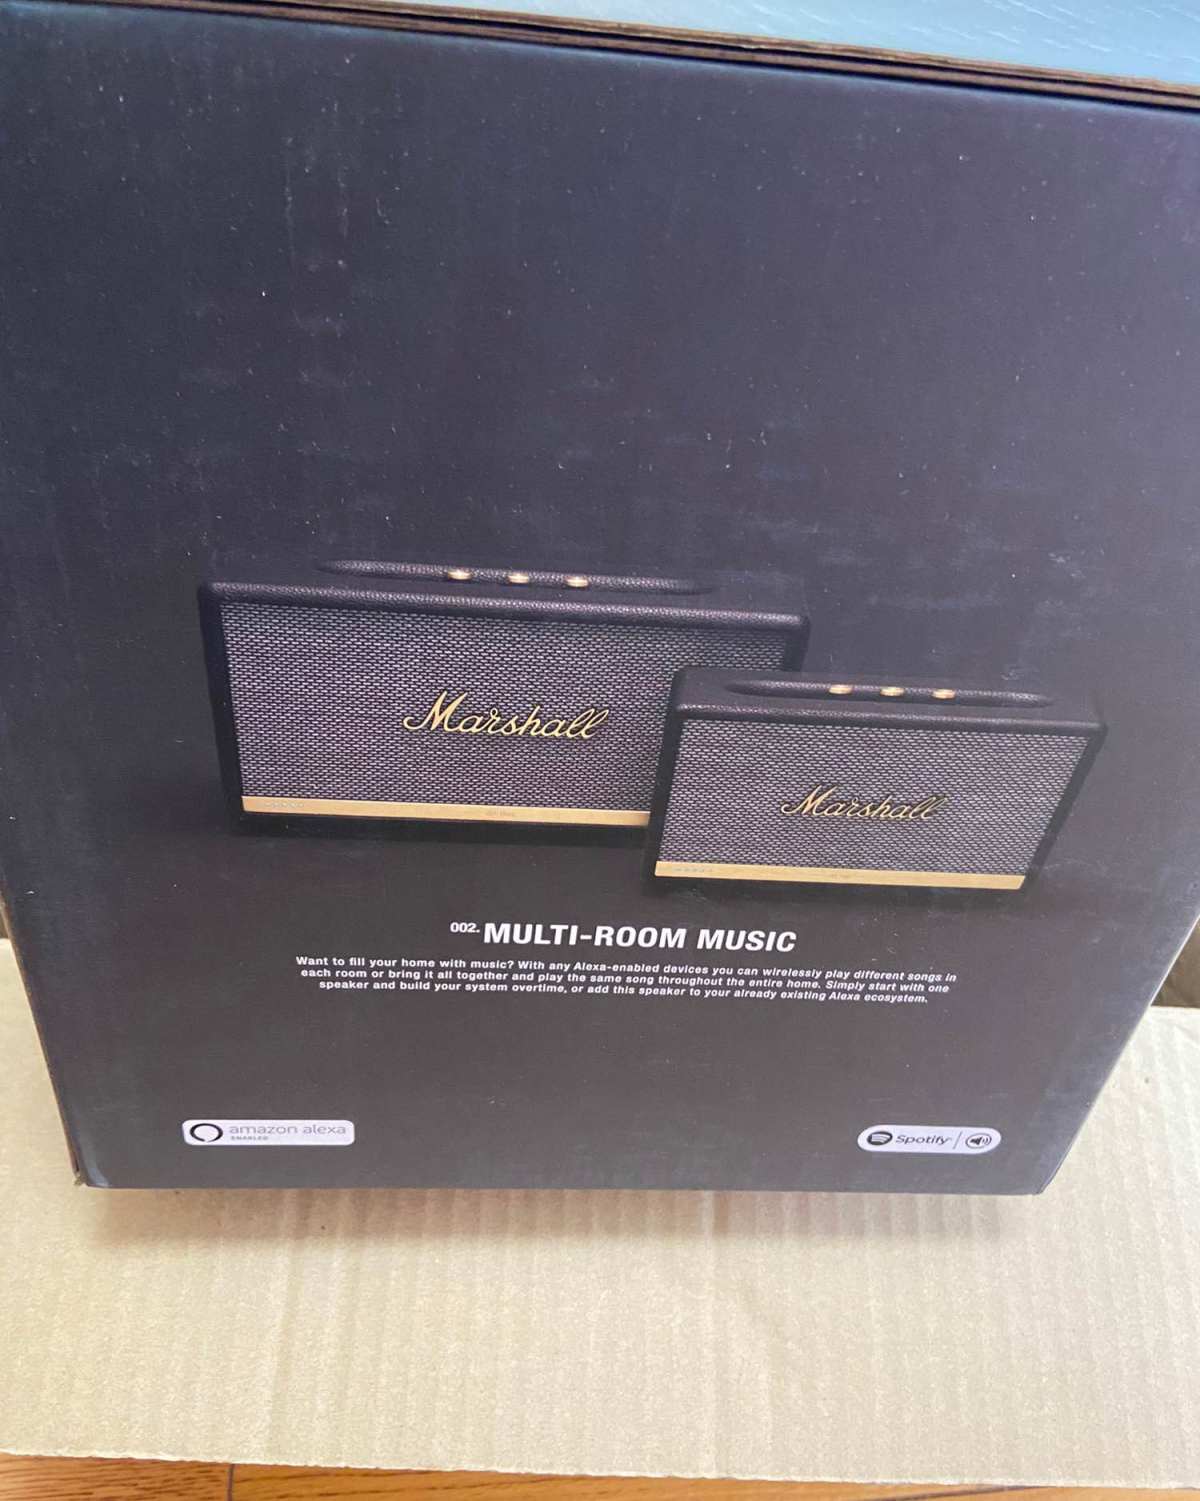 Marshall
Marshall
002. MULTI-ROOM MUSIC
Want to fill your home with music? With any Alexa-enabled devices you can wirelessly play different songs in
each room or bring it all together and play the same song throughout the entire home. Simply start with one
speaker and build your system overtime, or add this speaker to your already existing Alexa ecosystem.
amazon alexa
ENABLED
Spotify